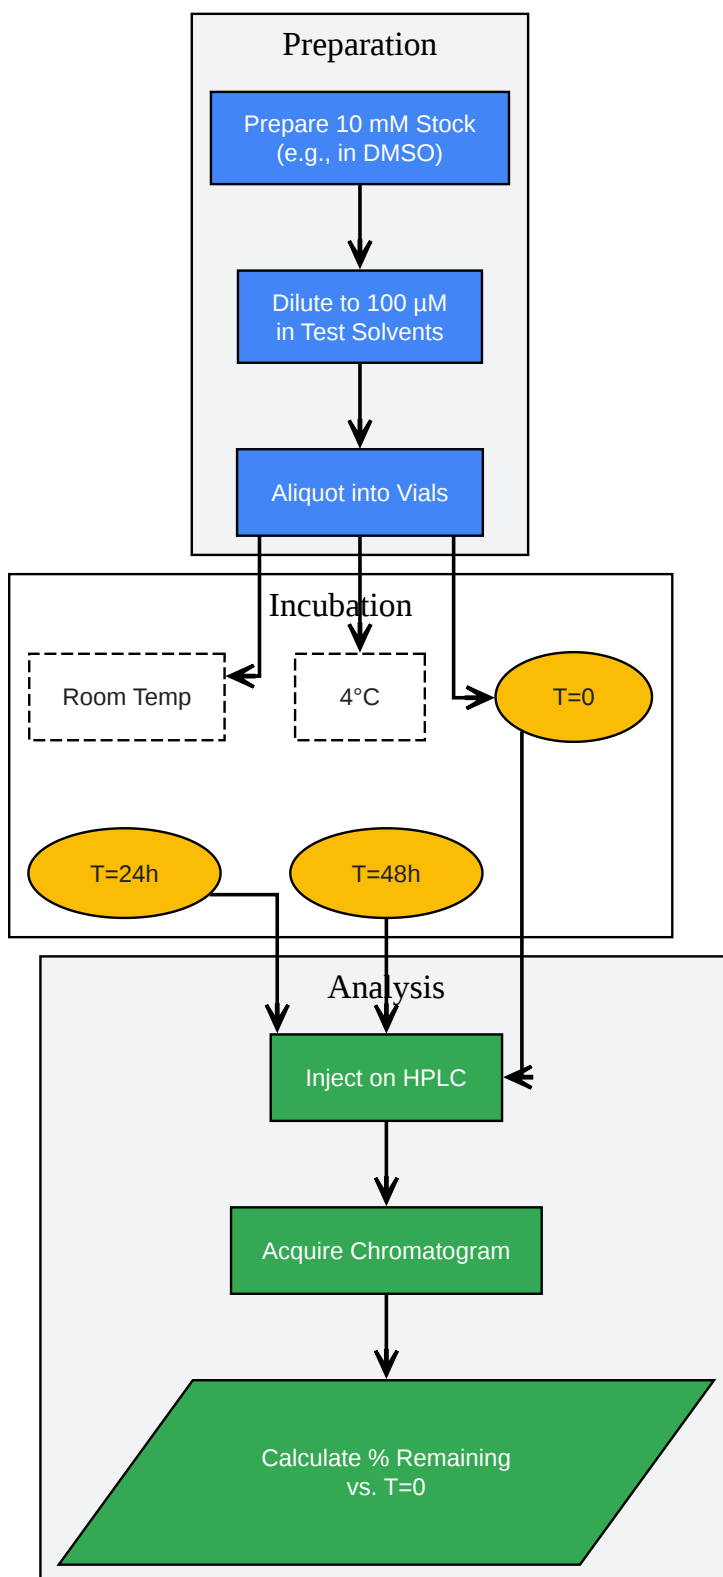 Preparation
Prepare 10 mM Stock
(e.g., in DMSO)
Dilute to 100 µM
in Test Solvents
Aliquot into Vials
Incubation
Room Temp
4°C
T=0
T=24h
T=48h
Analysis
Inject on HPLC
Acquire Chromatogram
Calculate % Remaining
vs. T=0